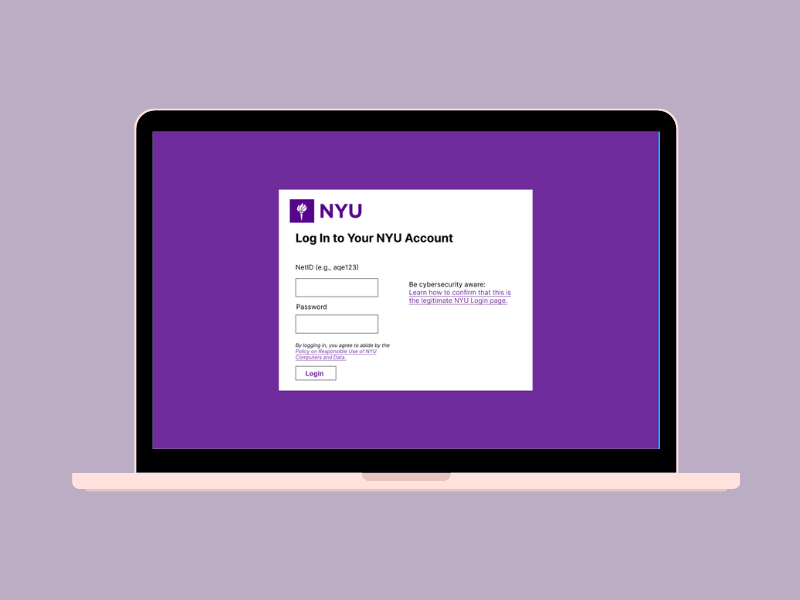 NYU
Log In to Your NYU Account
NetID (e.g., aqe123)
Be cybersecurity aware:
Learn how to confirm that this is
the legitimate NYU Login page.
Password
By logging in, you agree to abide by the
Policy on Responsible Use of NYU
Computers and Data.
Login